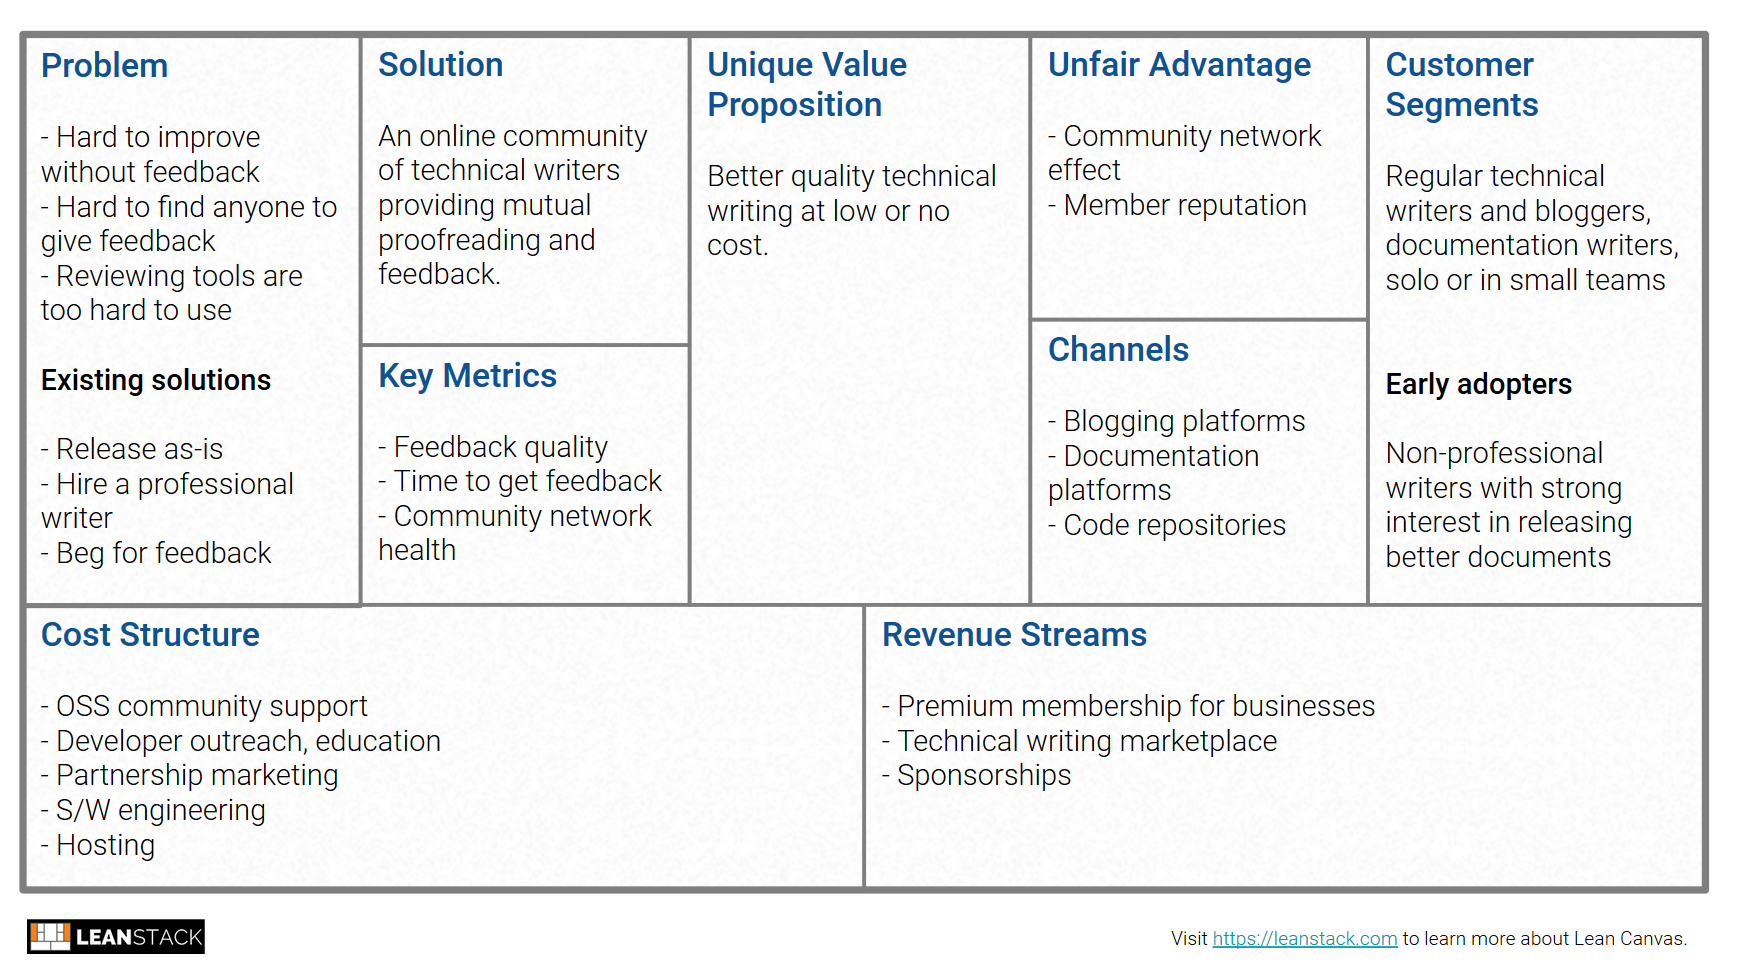 Problem
- Hard to improve
without feedback
- Hard to find anyone to
give feedback
- Reviewing tools are
too hard to use
Existing solutions
- Release as-is
- Hire a professional
writer
- Beg for feedback
Solution
An online community
of technical writers
providing mutual
proofreading and
feedback.
Key Metrics
- Feedback quality
- Time to get feedback
- Community network
health
Unique Value
Proposition
Better quality technical
writing at low or no
cost.
Unfair Advantage
- Community network
effect
- Member reputation
Channels
- Blogging platforms
- Documentation
platforms
- Code repositories
Customer
Segments
Regular technical
writers and bloggers,
documentation writers,
solo or in small teams
Early adopters
Non-professional
writers with strong
interest in releasing
better documents
Cost Structure
- OSS community support
- Developer outreach, education
- Partnership marketing
- S/W engineering
- Hosting
Revenue Streams
- Premium membership for businesses
- Technical writing marketplace
- Sponsorships
LEANSTACK
Visit https://leanstack.com to learn more about Lean Canvas.